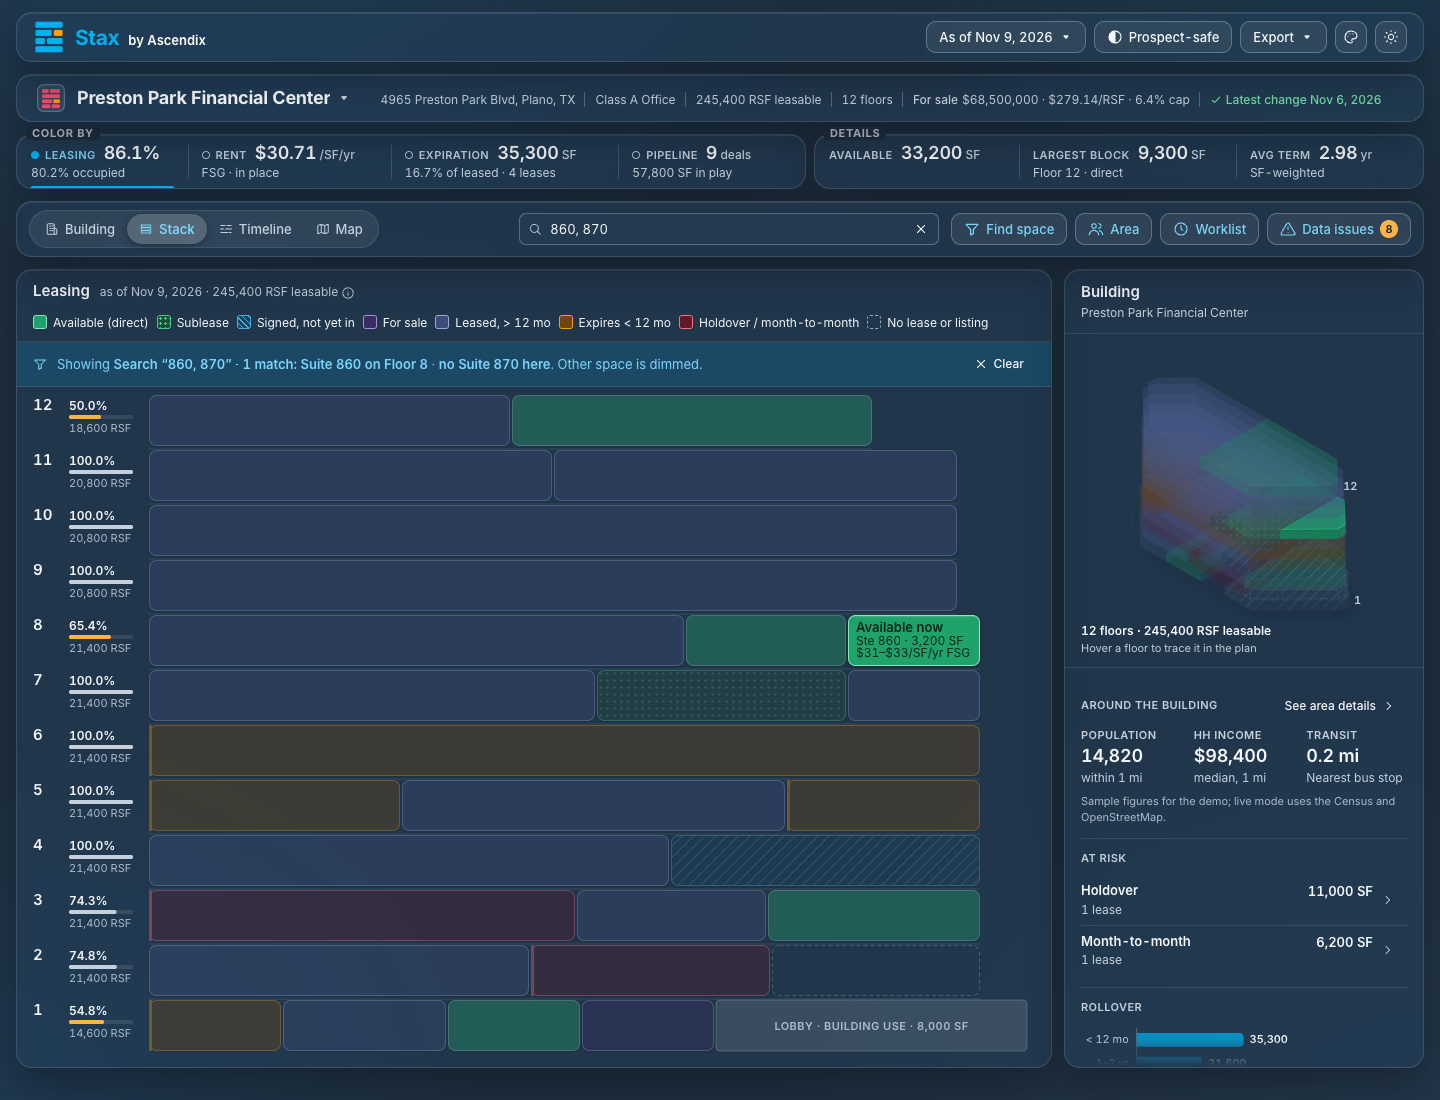 Stax by Ascendix
As of Nov 9, 2026
Prospect-safe
Export
Preston Park Financial Center
4965 Preston Park Blvd, Plano, TX
Class A Office
245,400 RSF leasable
12 floors
For sale $68,500,000 · $279.14/RSF · 6.4% cap
Latest change Nov 6, 2026
COLOR BY
LEASING 86.1%
80.2% occupied
RENT $30.71 /SF/yr
FSG · in place
EXPIRATION 35,300 SF
16.7% of leased · 4 leases
PIPELINE 9 deals
57,800 SF in play
DETAILS
AVAILABLE 33,200 SF
LARGEST BLOCK 9,300 SF
Floor 12 · direct
AVG TERM 2.98 yr
SF-weighted
Building
Stack
Timeline
Map
860, 870
Find space
Area
Worklist
Data issues 8
Leasing as of Nov 9, 2026 · 245,400 RSF leasable
Available (direct)
Sublease
Signed, not yet in
For sale
Leased, > 12 mo
Expires < 12 mo
Holdover / month-to-month
No lease or listing
Showing Search “860, 870” · 1 match: Suite 860 on Floor 8 · no Suite 870 here. Other space is dimmed.
Clear
12 50.0%
18,600 RSF
11 100.0%
20,800 RSF
10 100.0%
20,800 RSF
9 100.0%
20,800 RSF
8 65.4%
21,400 RSF
Available now
Ste 860 · 3,200 SF
$31–$33/SF/yr FSG
7 100.0%
21,400 RSF
6 100.0%
21,400 RSF
5 100.0%
21,400 RSF
4 100.0%
21,400 RSF
3 74.3%
21,400 RSF
2 74.8%
21,400 RSF
1 54.8%
14,600 RSF
LOBBY · BUILDING USE · 8,000 SF
Building
Preston Park Financial Center
12
1
12 floors · 245,400 RSF leasable
Hover a floor to trace it in the plan
AROUND THE BUILDING
See area details
POPULATION
14,820
within 1 mi
HH INCOME
$98,400
median, 1 mi
TRANSIT
0.2 mi
Nearest bus stop
Sample figures for the demo; live mode uses the Census and
OpenStreetMap.
AT RISK
Holdover 11,000 SF
1 lease
Month-to-month 6,200 SF
1 lease
ROLLOVER
< 12 mo 35,300
1–2 yr 21,600